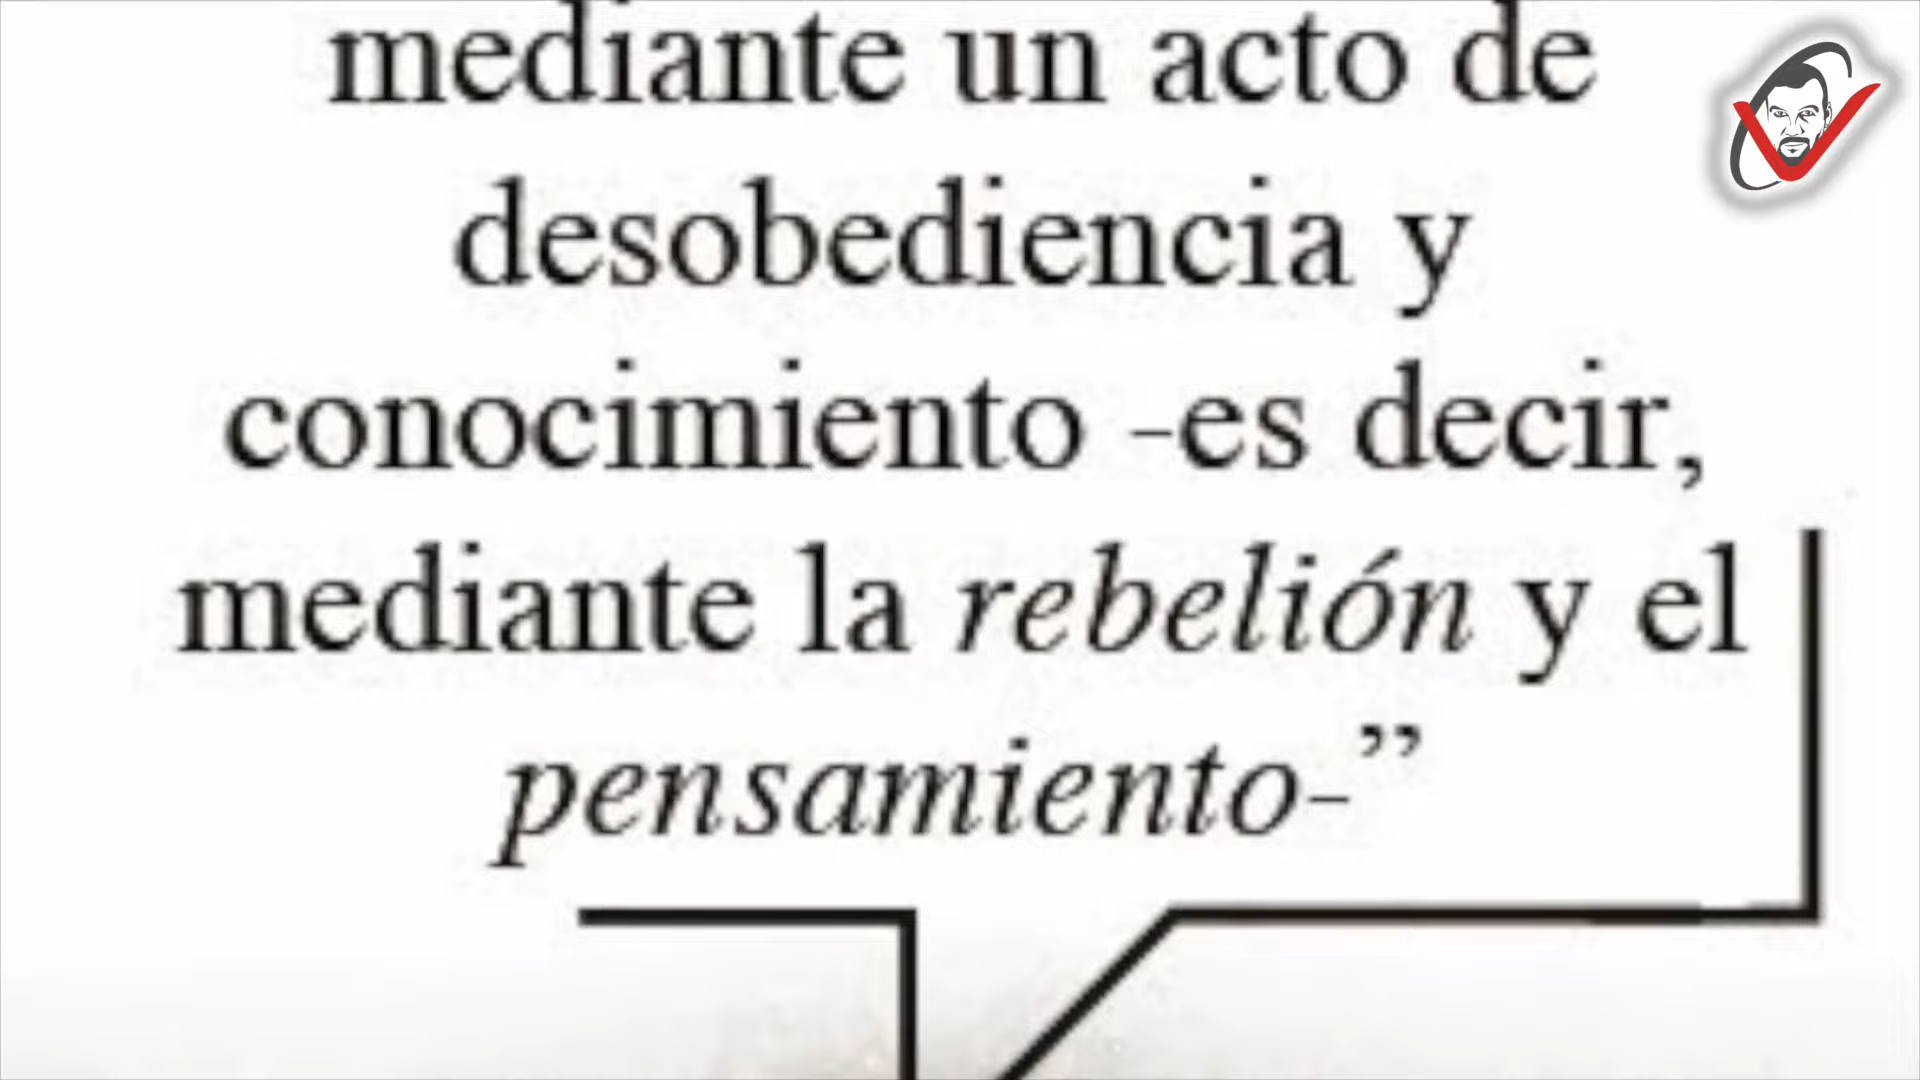 mediante un acto de
desobediencia y
conocimiento -es decir,
mediante la rebelión y el
pensamiento-”